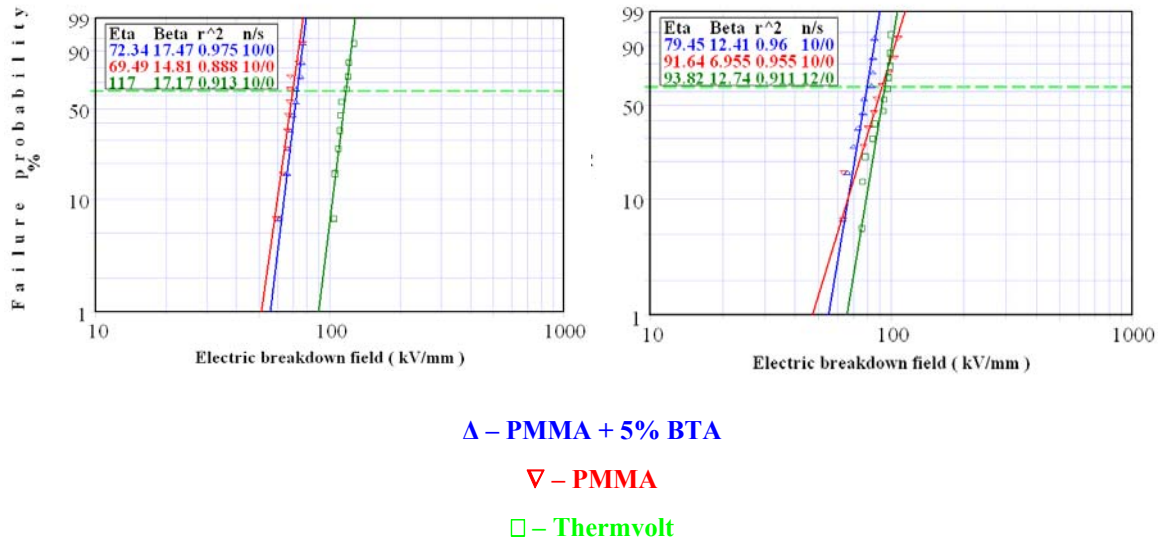 Eta Beta r^2 n/s
72.34 17.47 0.975 10/0
69.49 14.81 0.888 10/0
117 17.17 0.913 10/0
99
90
50
10
1
Failure probability
%
10 100 1000
Electric breakdown field ( kV/mm )
Eta Beta r^2 n/s
79.45 12.41 0.96 10/0
91.64 6.955 0.955 10/0
93.82 12.74 0.911 12/0
99
90
50
10
1
10 100 1000
Electric breakdown field ( kV/mm )
Δ – PMMA + 5% BTA
∇ – PMMA
□ – Thermvolt